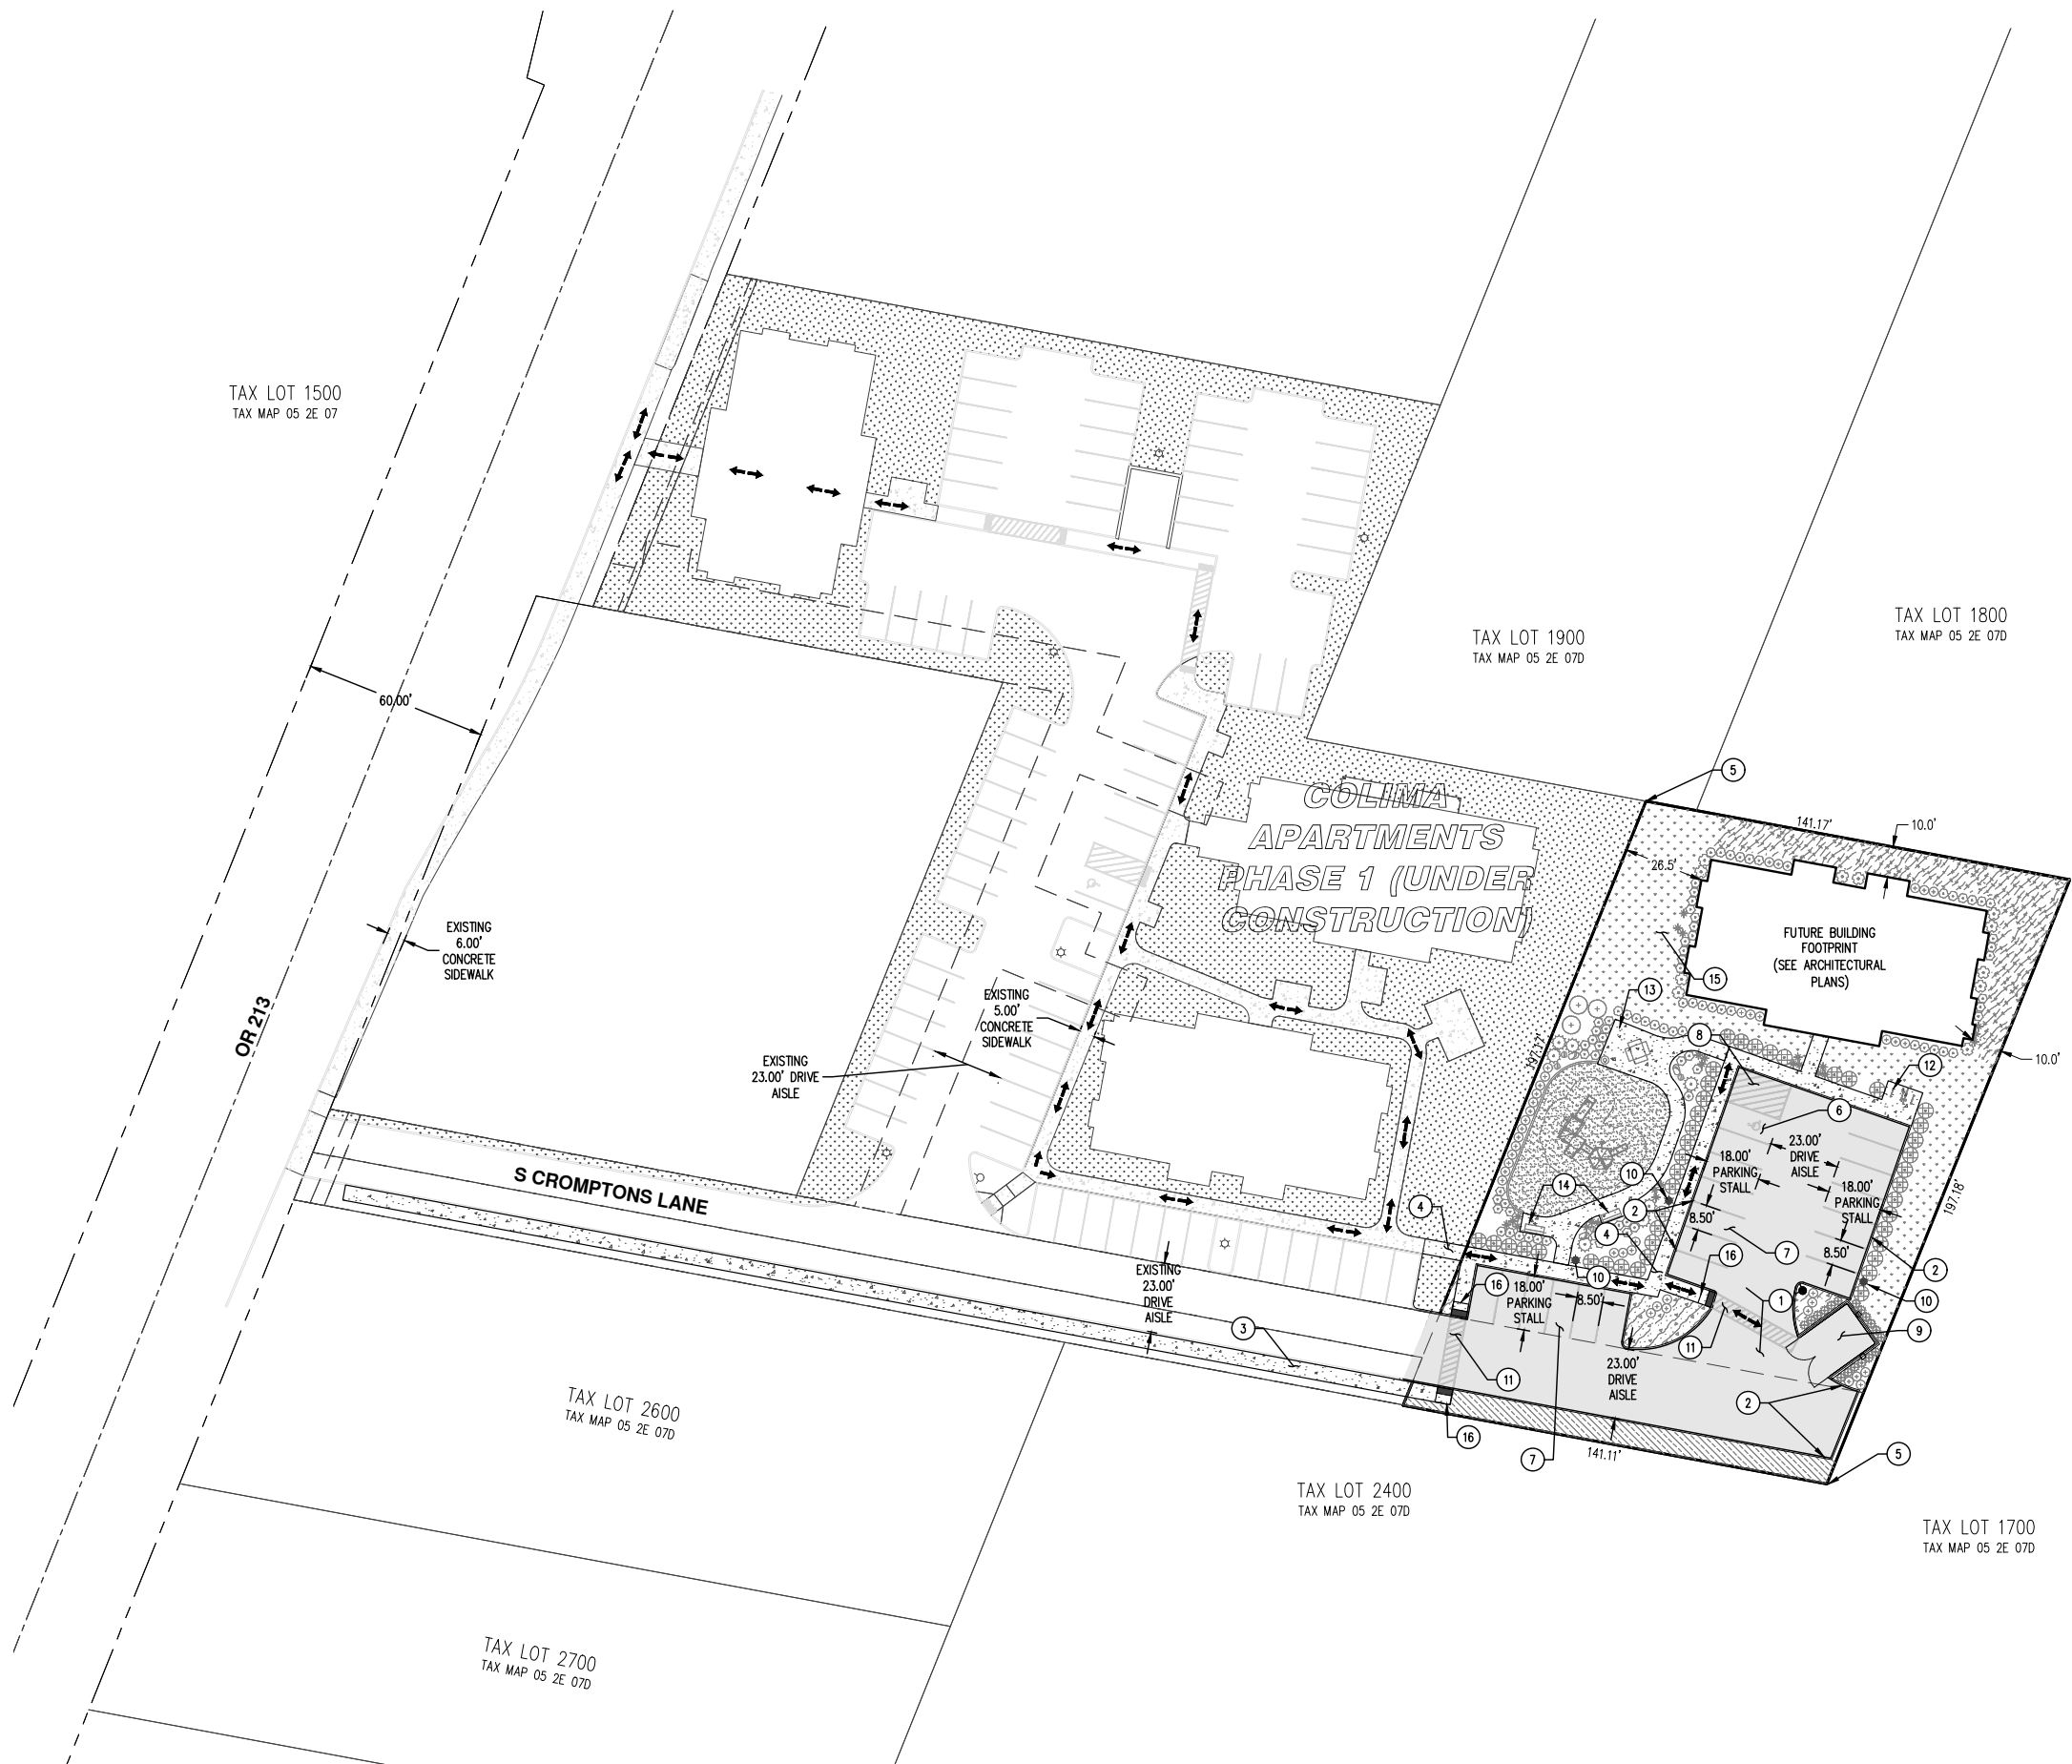 TAX LOT 1500
TAX MAP 05 2E 07
60.00'
TAX LOT 1900
TAX MAP 05 2E 07D
TAX LOT 1800
TAX MAP 05 2E 07D
5
COLIMA
APARTMENTS
PHASE 1 (UNDER
CONSTRUCTION)
141.17'
10.0'
26.5'
FUTURE BUILDING
FOOTPRINT
(SEE ARCHITECTURAL
PLANS)
15
13
8
10.0'
12
6
197.17'
EXISTING
6.00'
CONCRETE
SIDEWALK
OR 213
EXISTING
5.00'
CONCRETE
SIDEWALK
EXISTING
23.00' DRIVE
AISLE
23.00'
DRIVE
AISLE
18.00'
PARKING
STALL
18.00'
PARKING
STALL
197.18'
10
14
2
4
4
8.50'
8.50'
7
16
2
S CROMPTONS LANE
EXISTING
23.00'
DRIVE
AISLE
16
18.00'
PARKING
STALL
10
8.50'
1
10
9
3
11
11
23.00'
DRIVE
AISLE
2
16
7
141.11'
5
TAX LOT 2600
TAX MAP 05 2E 07D
TAX LOT 2400
TAX MAP 05 2E 07D
TAX LOT 1700
TAX MAP 05 2E 07D
TAX LOT 2700
TAX MAP 05 2E 07D